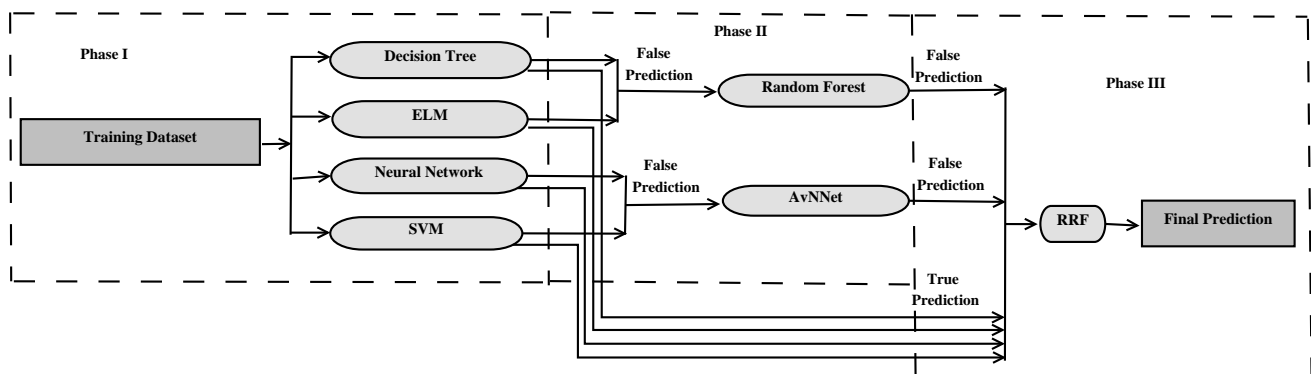 Phase I
Training Dataset
Decision Tree
ELM
Neural Network
SVM
Phase II
False
Prediction
False
Prediction
Random Forest
AvNNet
False
Prediction
False
Prediction
True
Prediction
Phase III
RRF
Final Prediction